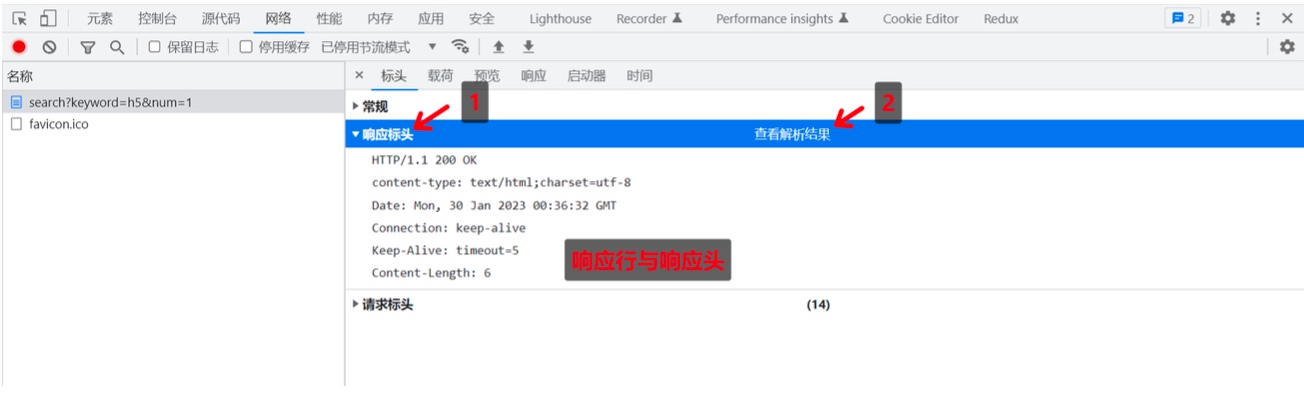 元素 控制台 源代码 网络 性能 内存 应用 安全 Lighthouse Recorder Performance insights Cookie Editor Redux 2
保留日志 停用缓存 已停用节流模式
名称
标头 载荷 预览 响应 启动器 时间
search?keyword=h5&num=1
favicon.ico
常规
1
2
响应标头 查看解析结果
HTTP/1.1 200 OK
content-type: text/html;charset=utf-8
Date: Mon, 30 Jan 2023 00:36:32 GMT
Connection: keep-alive
Keep-Alive: timeout=5
响应行与响应头
Content-Length: 6
请求标头 (14)